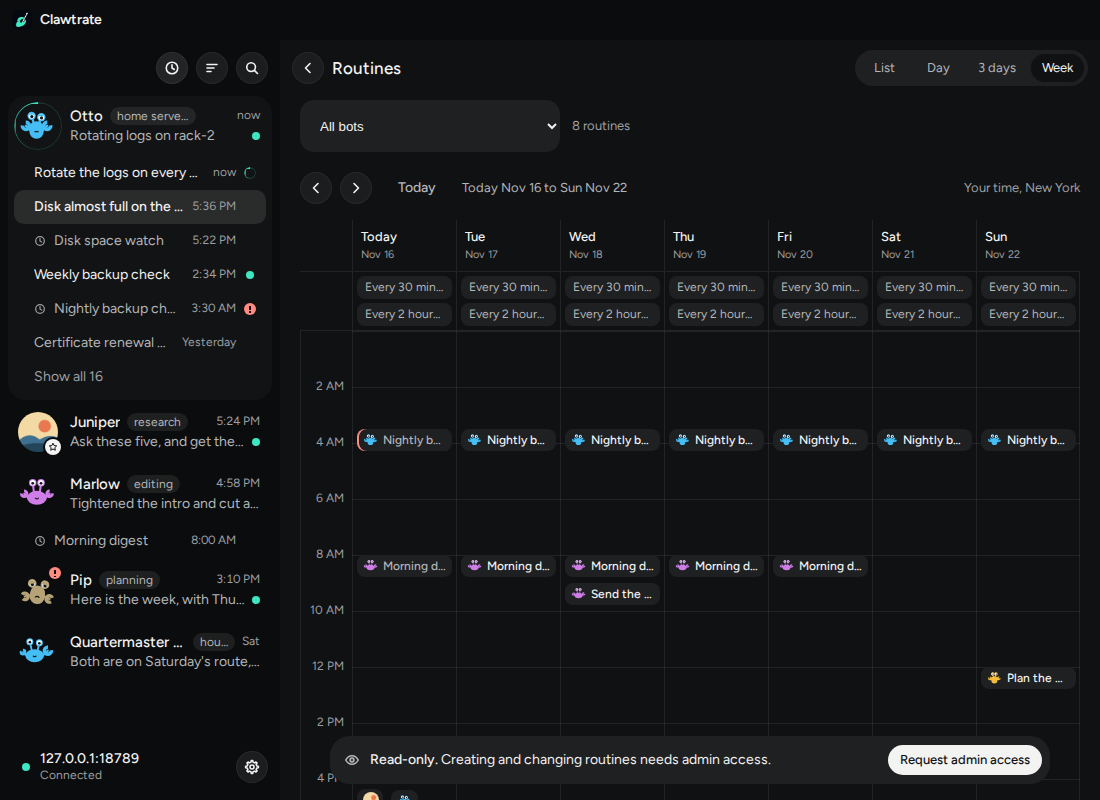 Clawtrate
Otto home serve... now
Rotating logs on rack-2
Rotate the logs on every ... now
Disk almost full on the ... 5:36 PM
Disk space watch 5:22 PM
Weekly backup check 2:34 PM
Nightly backup ch... 3:30 AM
Certificate renewal ... Yesterday
Show all 16
Juniper research 5:24 PM
Ask these five, and get the...
Marlow editing 4:58 PM
Tightened the intro and cut a...
Morning digest 8:00 AM
Pip planning 3:10 PM
Here is the week, with Thu...
Quartermaster ... hou... Sat
Both are on Saturday's route,...
127.0.0.1:18789
Connected
Routines
List Day 3 days Week
All bots 8 routines
Today Today Nov 16 to Sun Nov 22 Your time, New York
Today Tue Wed Thu Fri Sat Sun
Nov 16 Nov 17 Nov 18 Nov 19 Nov 20 Nov 21 Nov 22
Every 30 min... Every 30 min... Every 30 min... Every 30 min... Every 30 min... Every 30 min... Every 30 min...
Every 2 hour... Every 2 hour... Every 2 hour... Every 2 hour... Every 2 hour... Every 2 hour... Every 2 hour...
2 AM
4 AM Nightly b... Nightly b... Nightly b... Nightly b... Nightly b... Nightly b... Nightly b...
6 AM
8 AM
Morning d... Morning d... Morning d... Morning d... Morning d...
Send the ...
10 AM
12 PM
Plan the ...
2 PM
Read-only. Creating and changing routines needs admin access. Request admin access
4 P